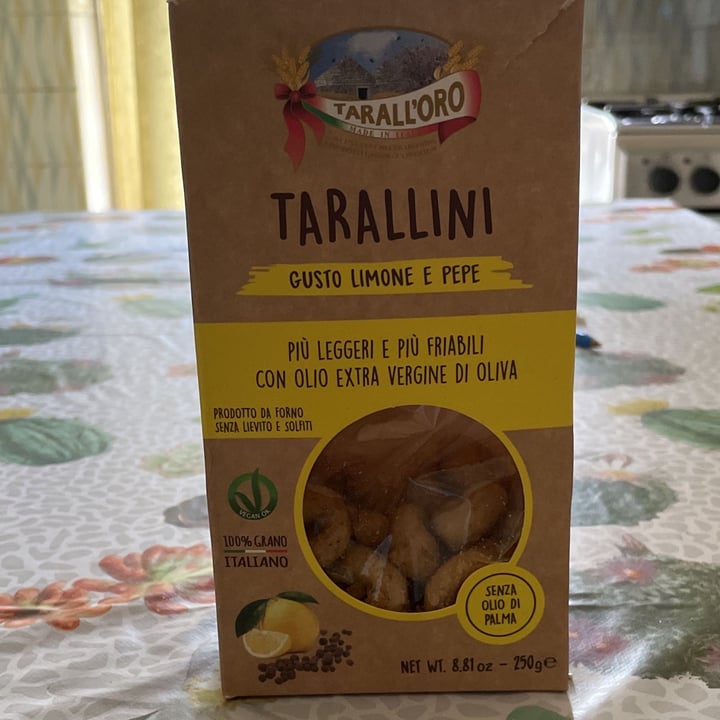 TARALL'ORO
MADE IN ITALY
TARALLINI
GUSTO LIMONE E PEPE
PIÙ LEGGERI E PIÙ FRIABILI
CON OLIO EXTRA VERGINE DI OLIVA
PRODOTTO DA FORNO
SENZA LIEVITO E SOLFITI
VEGAN OK
100% GRANO
ITALIANO
SENZA
OLIO DI
PALMA
NET WT. 8.81 oz - 250g e